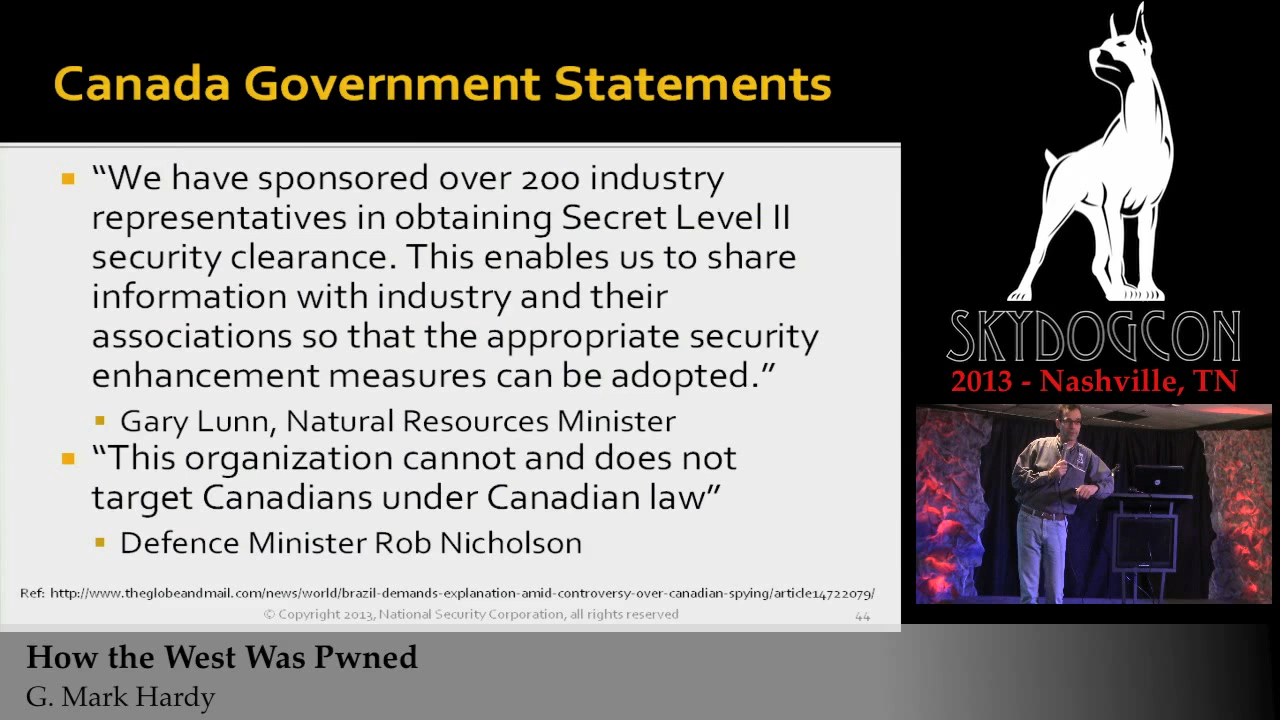 Canada Government Statements
“We have sponsored over 200 industry
representatives in obtaining Secret Level II
security clearance. This enables us to share
information with industry and their
associations so that the appropriate security
enhancement measures can be adopted.”
Gary Lunn, Natural Resources Minister
“This organization cannot and does not
target Canadians under Canadian law”
Defence Minister Rob Nicholson
Ref: http://www.theglobeandmail.com/news/world/brazil-demands-explanation-amid-controversy-over-canadian-spying/article14722079/
© Copyright 2013, National Security Corporation, all rights reserved
44
SKYDOGCON
2013 - Nashville, TN
How the West Was Pwned
G. Mark Hardy